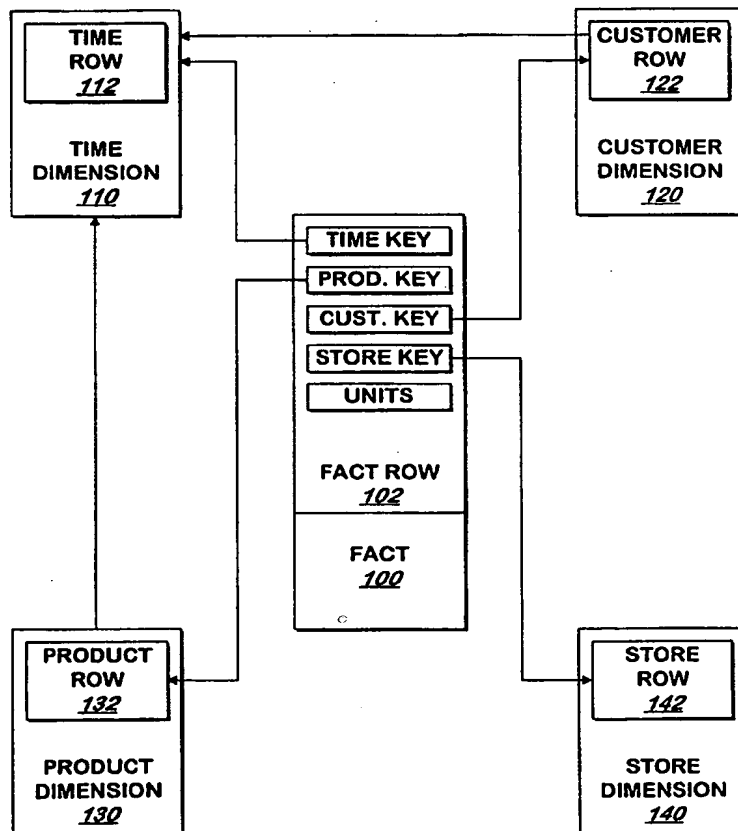 TIME
ROW
112
TIME
DIMENSION
110
CUSTOMER
ROW
122
CUSTOMER
DIMENSION
120
TIME KEY
PROD. KEY
CUST. KEY
STORE KEY
UNITS
FACT ROW
102
FACT
100
PRODUCT
ROW
132
PRODUCT
DIMENSION
130
STORE
ROW
142
STORE
DIMENSION
140